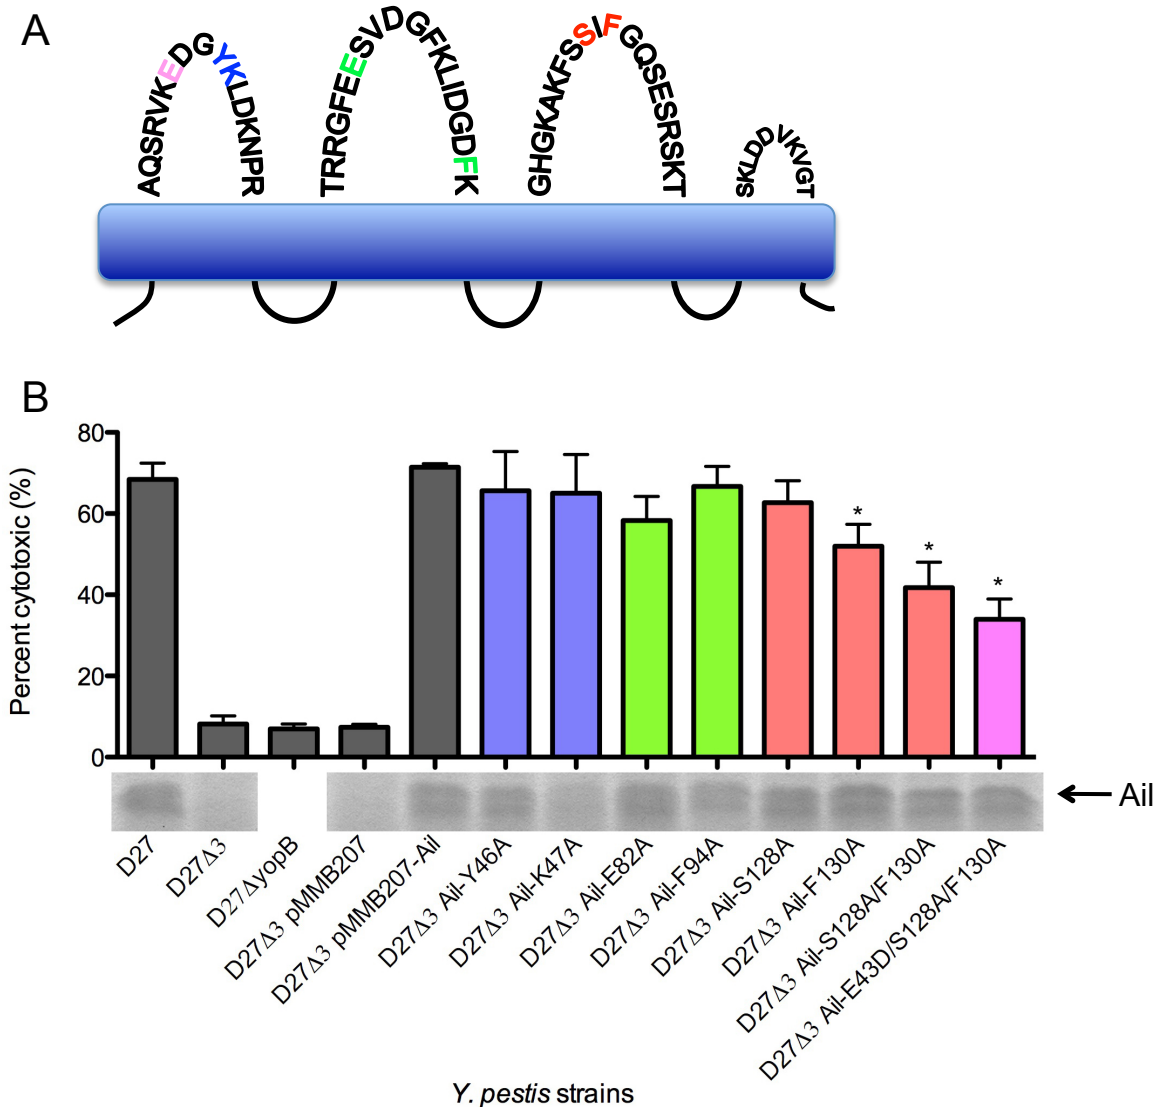 A
AQSRVKEDGYKLDKNPR
TRRGFEESVDGFKLIDGDFK
GHGKAKFSSIFGQSESRSKT
SKLDDVKVGT
B
Percent cytotoxic (%)
80
60
40
20
0
*
*
*
Ail
D27
D27Δ3
D27ΔyopB
D27Δ3 pMMB207
D27Δ3 pMMB207-Ail
D27Δ3 Ail-Y46A
D27Δ3 Ail-K47A
D27Δ3 Ail-E82A
D27Δ3 Ail-F94A
D27Δ3 Ail-S128A
D27Δ3 Ail-F130A
D27Δ3 Ail-S128A/F130A
D27Δ3 Ail-E43D/S128A/F130A
Y. pestis strains